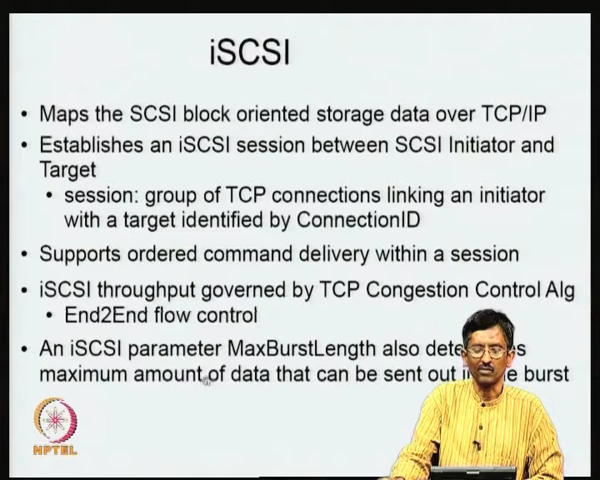 iSCSI
• Maps the SCSI block oriented storage data over TCP/IP
• Establishes an iSCSI session between SCSI Initiator and
Target
• session: group of TCP connections linking an initiator
with a target identified by ConnectionID
• Supports ordered command delivery within a session
• iSCSI throughput governed by TCP Congestion Control Alg
• End2End flow control
• An iSCSI parameter MaxBurstLength also
maximum amount of data that can be sent out burst
NPTEL